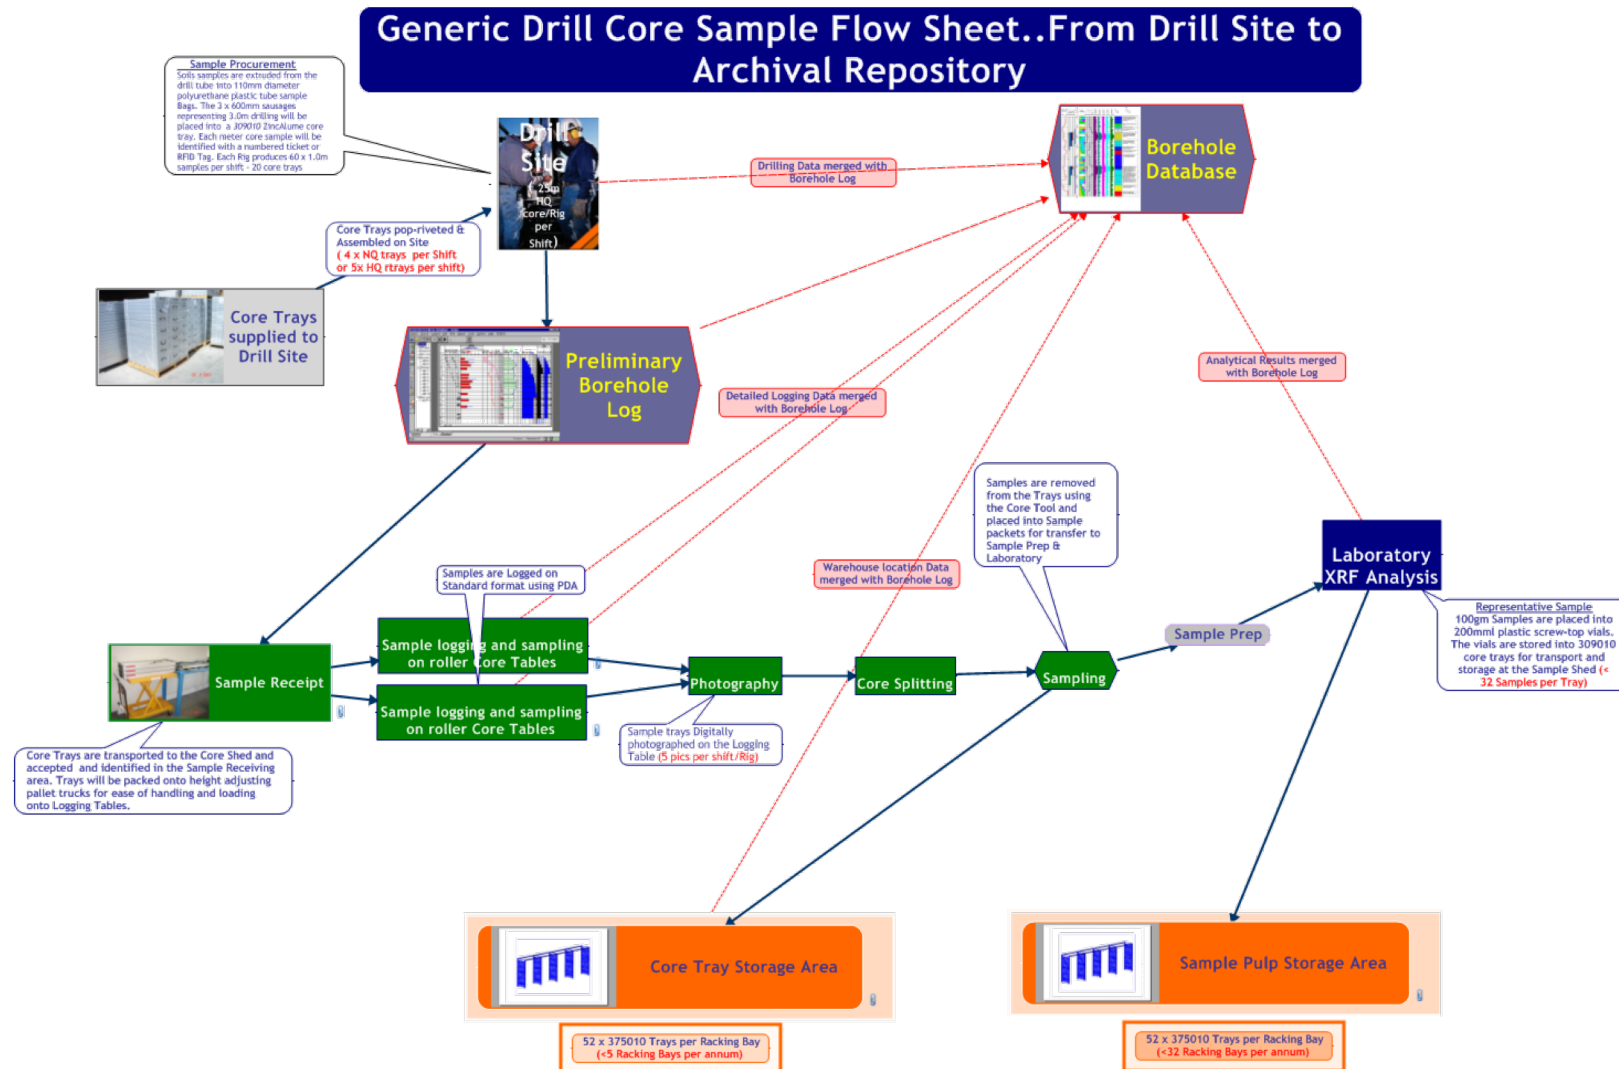 Generic Drill Core Sample Flow Sheet..From Drill Site to
Archival Repository
Sample Procurement
Soils samples are extruded from the
drill tube into 110mm diameter
polyurethane plastic tube sample
Bags. The 3 x 600mm sausages
representing 3.0m drilling will be
placed into a 309010 ZincAlume core
tray. Each meter core sample will be
identified with a numbered ticket or
RFID Tag. Each Rig produces 60 x 1.0m
samples per shift - 20 core trays
Drill
Site
25m
HQ
core/Rig
per
Shift)
Drilling Data merged with
Borehole Log
Borehole
Database
Core Trays pop-riveted &
Assembled on Site
( 4 x NQ trays per Shift
or 5x HQ rtrays per shift)
Core Trays
supplied to
Drill Site
Preliminary
Borehole
Log
Detailed Logging Data merged
with Borehole Log
Analytical Results merged
with Borehole Log
Samples are removed
from the Trays using
the Core Tool and
placed into Sample
packets for transfer to
Sample Prep &
Laboratory
Warehouse location Data
merged with Borehole Log
Samples are Logged on
Standard format using PDA
Laboratory
XRF Analysis
Representative Sample
100gm Samples are placed into
200mml plastic screw-top vials.
The vials are stored into 309010
core trays for transport and
storage at the Sample Shed (<
32 Samples per Tray)
Sample Receipt
Sample logging and sampling
on roller Core Tables
Sample logging and sampling
on roller Core Tables
Photography
Core Splitting
Sampling
Sample Prep
Sample trays Digitally
photographed on the Logging
Table (5 pics per shift/Rig)
Core Trays are transported to the Core Shed and
accepted and identified in the Sample Receiving
area. Trays will be packed onto height adjusting
pallet trucks for ease of handling and loading
onto Logging Tables.
Core Tray Storage Area
Sample Pulp Storage Area
52 x 375010 Trays per Racking Bay
(<5 Racking Bays per annum)
52 x 375010 Trays per Racking Bay
(<32 Racking Bays per annum)